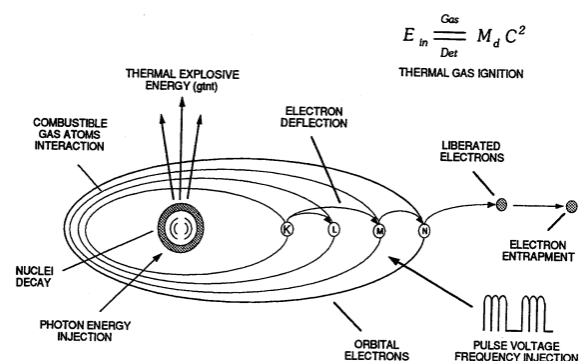 Gas
E in = M d C²
Det
THERMAL GAS IGNITION
THERMAL EXPLOSIVE
ENERGY (gtnt)
COMBUSTIBLE
GAS ATOMS
INTERACTION
ELECTRON
DEFLECTION
LIBERATED
ELECTRONS
K L M N
ELECTRON
ENTRAPMENT
NUCLEI
DECAY
PHOTON ENERGY
INJECTION
ORBITAL
ELECTRONS
PULSE VOLTAGE
FREQUENCY INJECTION